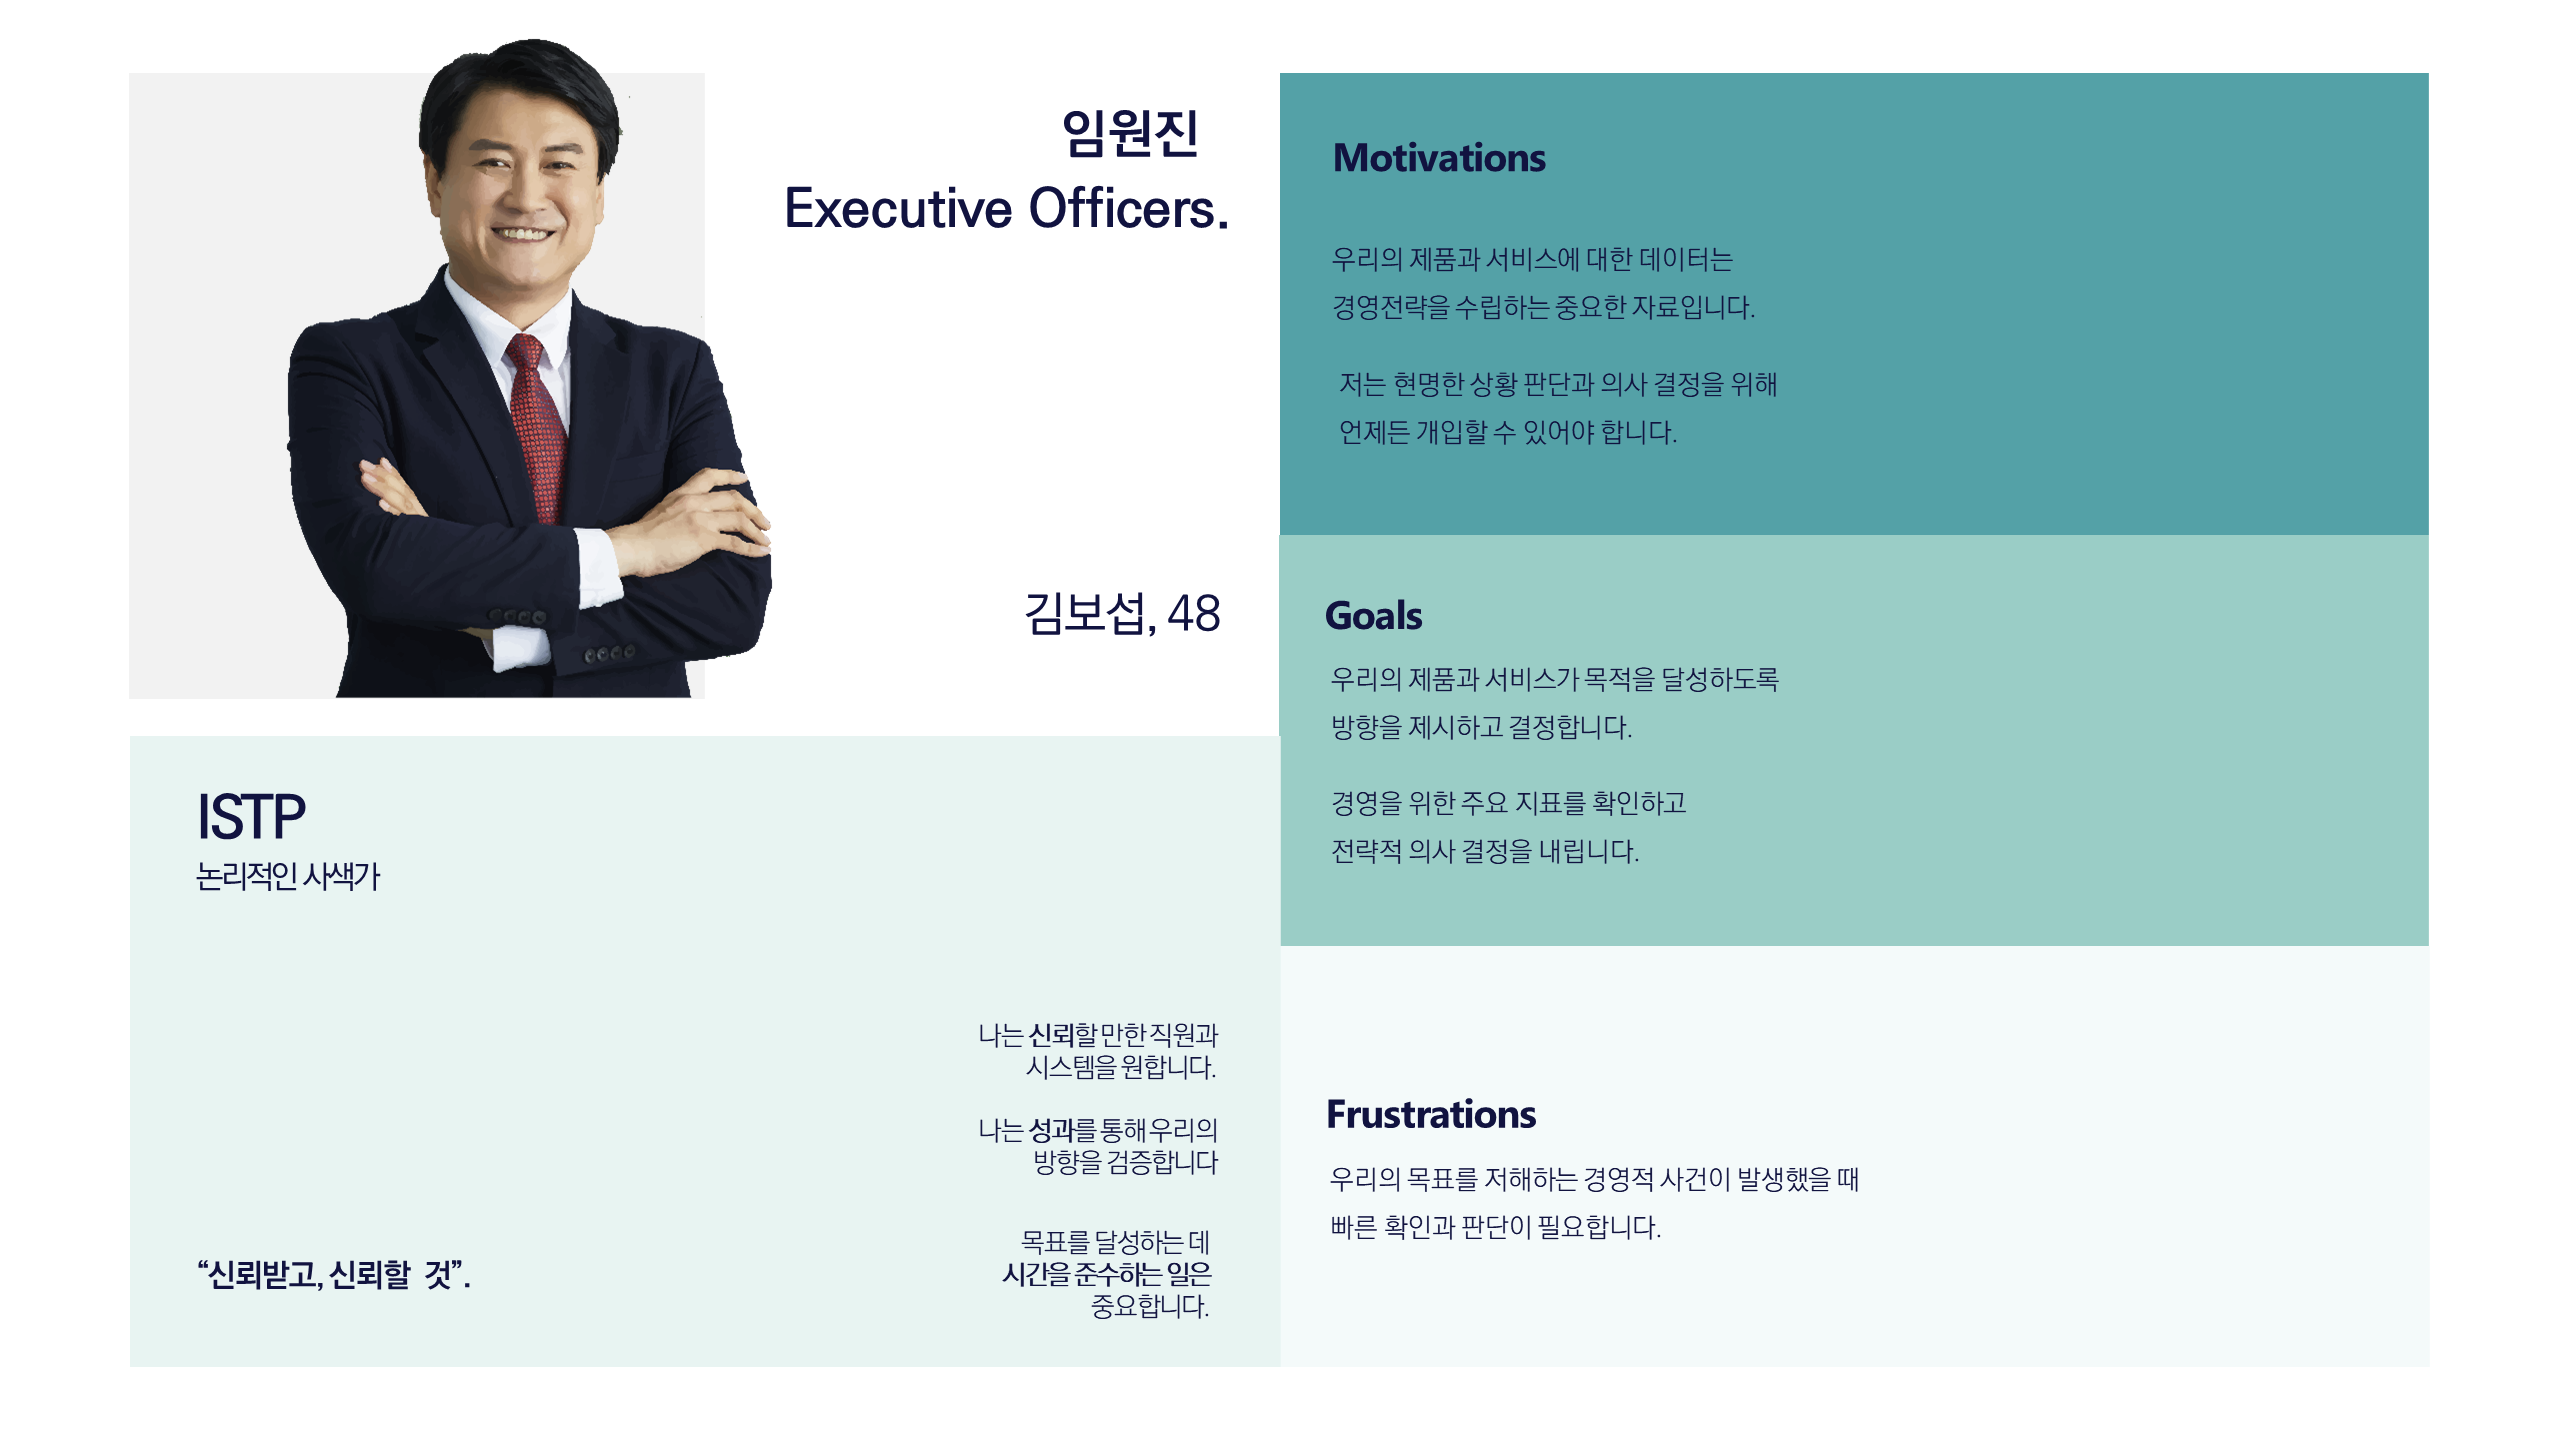 임원진
Executive Officers.
김보섭, 48
ISTP
논리적인 사색가
나는 신뢰할 만한 직원과
시스템을 원합니다.
나는 성과를 통해 우리의
방향을 검증합니다
목표를 달성하는 데
시간을 준수하는 일은
중요합니다.
“신뢰받고, 신뢰할 것”.
Motivations
우리의 제품과 서비스에 대한 데이터는
경영전략을 수립하는 중요한 자료입니다.
저는 현명한 상황 판단과 의사 결정을 위해
언제든 개입할 수 있어야 합니다.
Goals
우리의 제품과 서비스가 목적을 달성하도록
방향을 제시하고 결정합니다.
경영을 위한 주요 지표를 확인하고
전략적 의사 결정을 내립니다.
Frustrations
우리의 목표를 저해하는 경영적 사건이 발생했을 때
빠른 확인과 판단이 필요합니다.